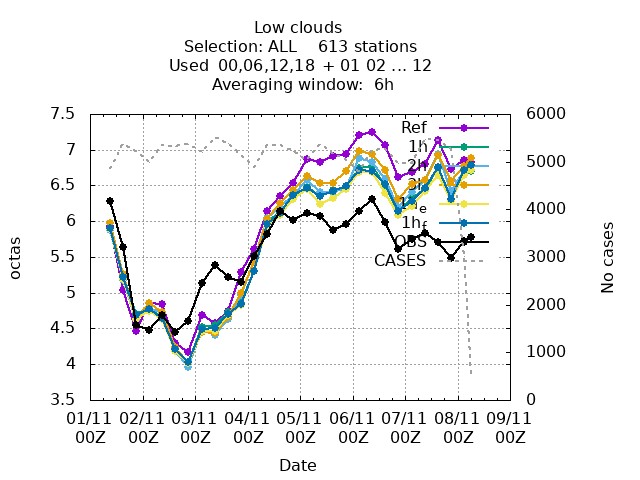 Low clouds
Selection: ALL    613 stations
Used  00,06,12,18 + 01 02 ... 12
Averaging window:  6h
7.5
7
6.5
6
5.5
5
4.5
4
3.5
octas
6000
5000
4000
3000
2000
1000
0
No cases
Ref
1h
2h
3h
1h_f
OBS
CASES
01/11 02/11 03/11 04/11 05/11 06/11 07/11 08/11 09/11
00Z 00Z 00Z 00Z 00Z 00Z 00Z 00Z 00Z
Date